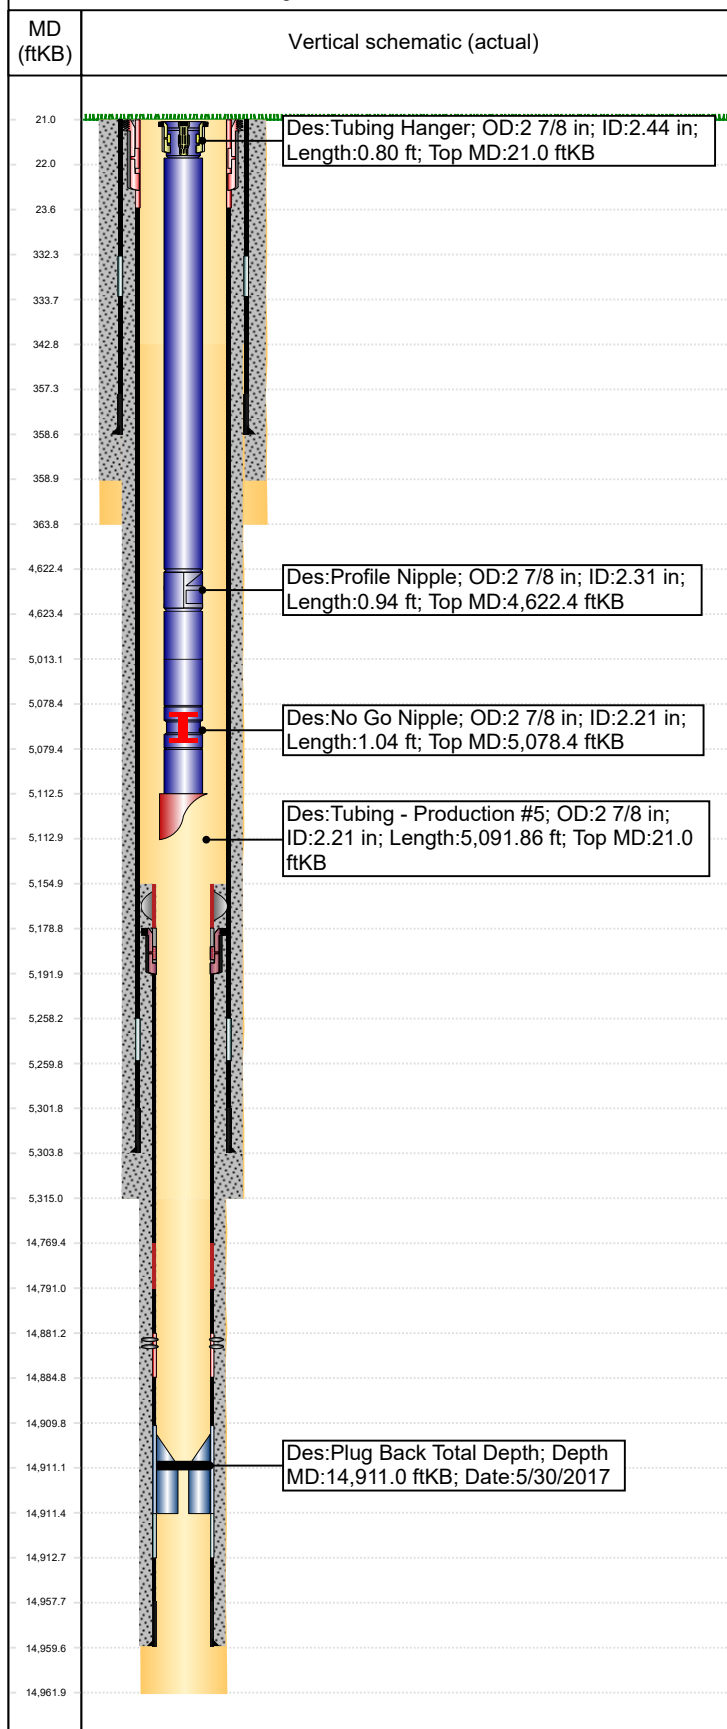 MD
(ftKB)
Vertical schematic (actual)
21.0
Des:Tubing Hanger; OD:2 7/8 in; ID:2.44 in;
Length:0.80 ft; Top MD:21.0 ftKB
22.0
23.6
332.3
333.7
342.8
357.3
358.6
358.9
363.8
4,622.4
Des:Profile Nipple; OD:2 7/8 in; ID:2.31 in;
Length:0.94 ft; Top MD:4,622.4 ftKB
4,623.4
5,013.1
5,078.4
Des:No Go Nipple; OD:2 7/8 in; ID:2.21 in;
Length:1.04 ft; Top MD:5,078.4 ftKB
5,079.4
5,112.5
Des:Tubing - Production #5; OD:2 7/8 in;
ID:2.21 in; Length:5,091.86 ft; Top MD:21.0
ftKB
5,112.9
5,154.9
5,178.8
5,191.9
5,258.2
5,259.8
5,301.8
5,303.8
5,315.0
14,769.4
14,791.0
14,881.2
14,884.8
14,909.8
Des:Plug Back Total Depth; Depth
MD:14,911.0 ftKB; Date:5/30/2017
14,911.1
14,911.4
14,912.7
14,957.7
14,959.6
14,961.9